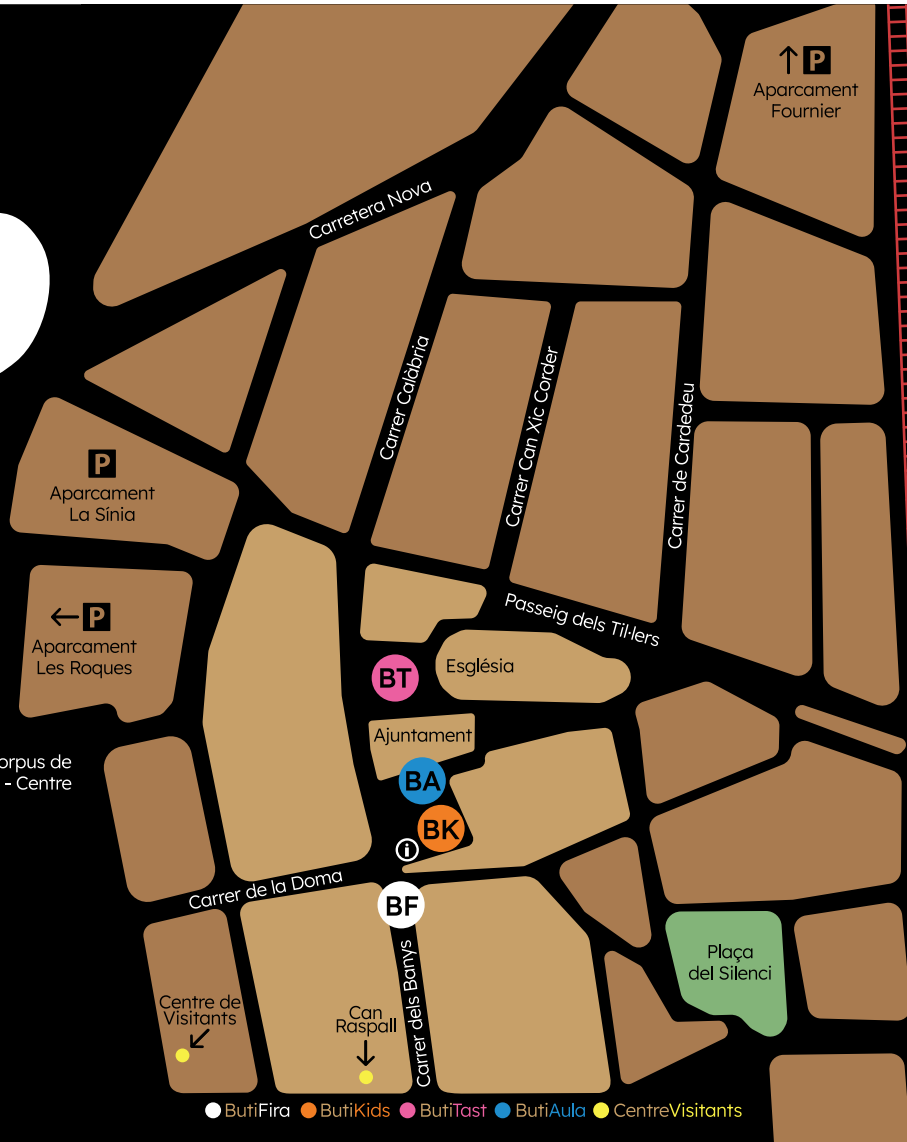 P
Aparcament
Fournier
Carretera Nova
Carrer Calàbria
Carrer Can Xic Corder
Carrer de Cardedeu
P
Aparcament
La Sínia
Passeig dels Til·lers
P
Aparcament
Les Roques
BT
Església
Ajuntament
orpus de
- Centre
BA
BK
i
Carrer de la Doma
BF
Carrer dels Banys
Plaça
del Silenci
Centre de
Visitants
Can
Raspall
ButiFira ButiKids ButiTast ButiAula CentreVisitants